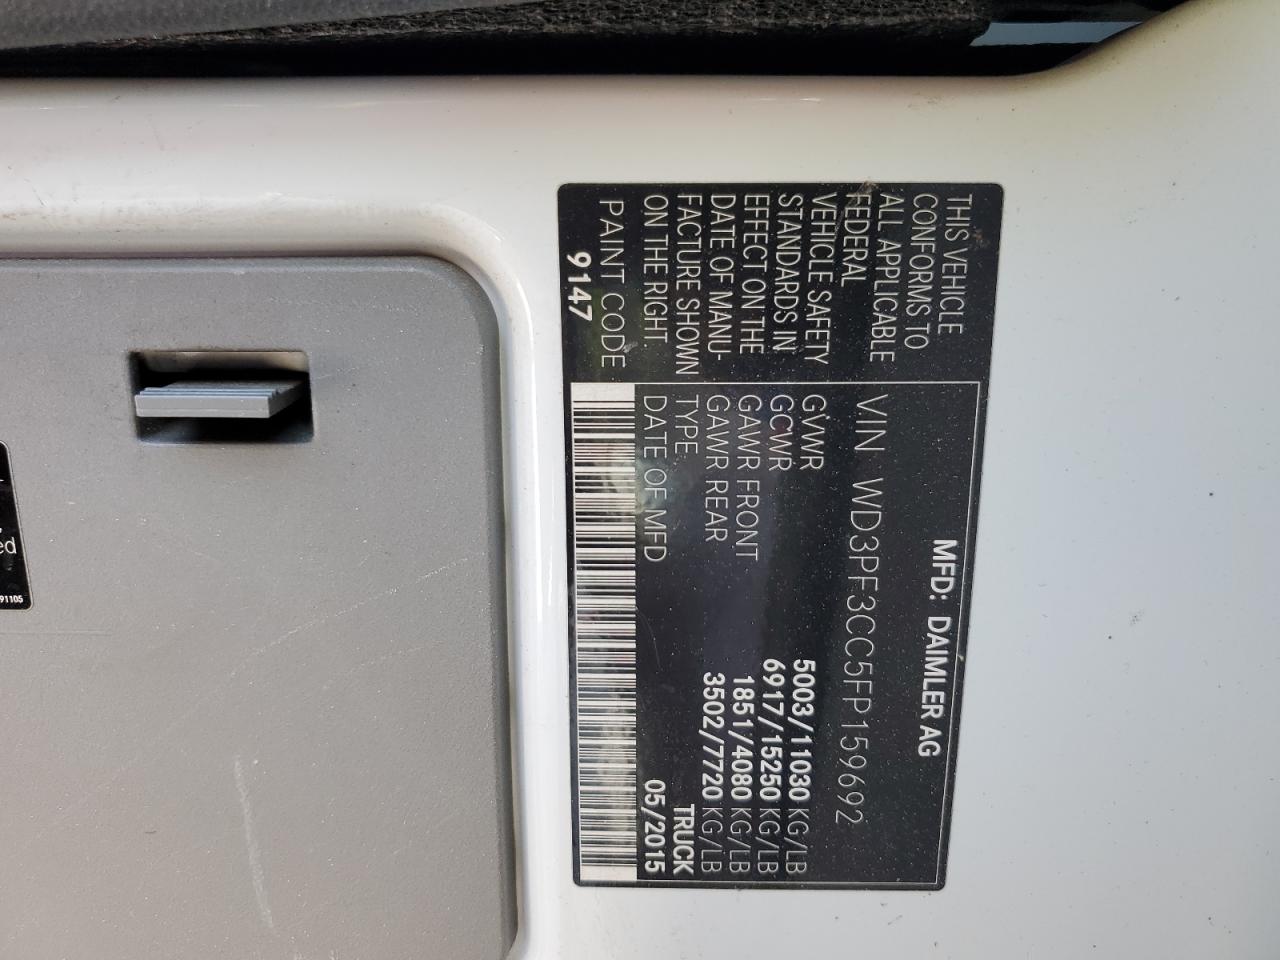 MFD: DAIMLER AG
THIS VEHICLE
CONFORMS TO
ALL APPLICABLE
FEDERAL
VEHICLE SAFETY
STANDARDS IN
EFFECT ON THE
DATE OF MANU-
FACTURE SHOWN
ON THE RIGHT.
PAINT CODE
9147
VIN WD3PF3CC5FP159692
GVWR 5003/11030 KG/LB
GCWR 6917/15250 KG/LB
GAWR FRONT 1851/4080 KG/LB
GAWR REAR 3502/7720 KG/LB
TYPE TRUCK
DATE OF MFD 05/2015
ed
91105